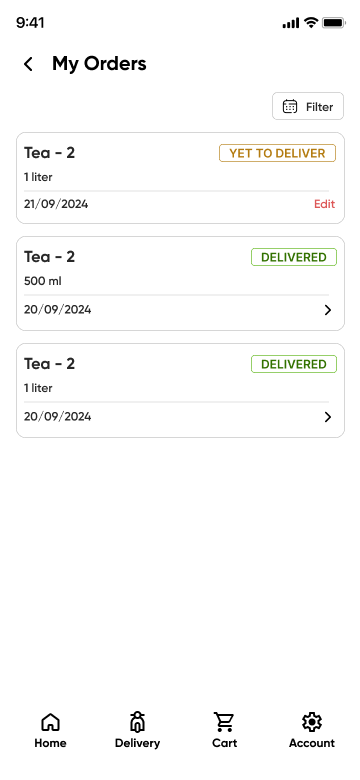 9:41
My Orders
Filter
Tea - 2
YET TO DELIVER
1 liter
21/09/2024
Edit
Tea - 2
DELIVERED
500 ml
20/09/2024
Tea - 2
DELIVERED
1 liter
20/09/2024
Home
Delivery
Cart
Account